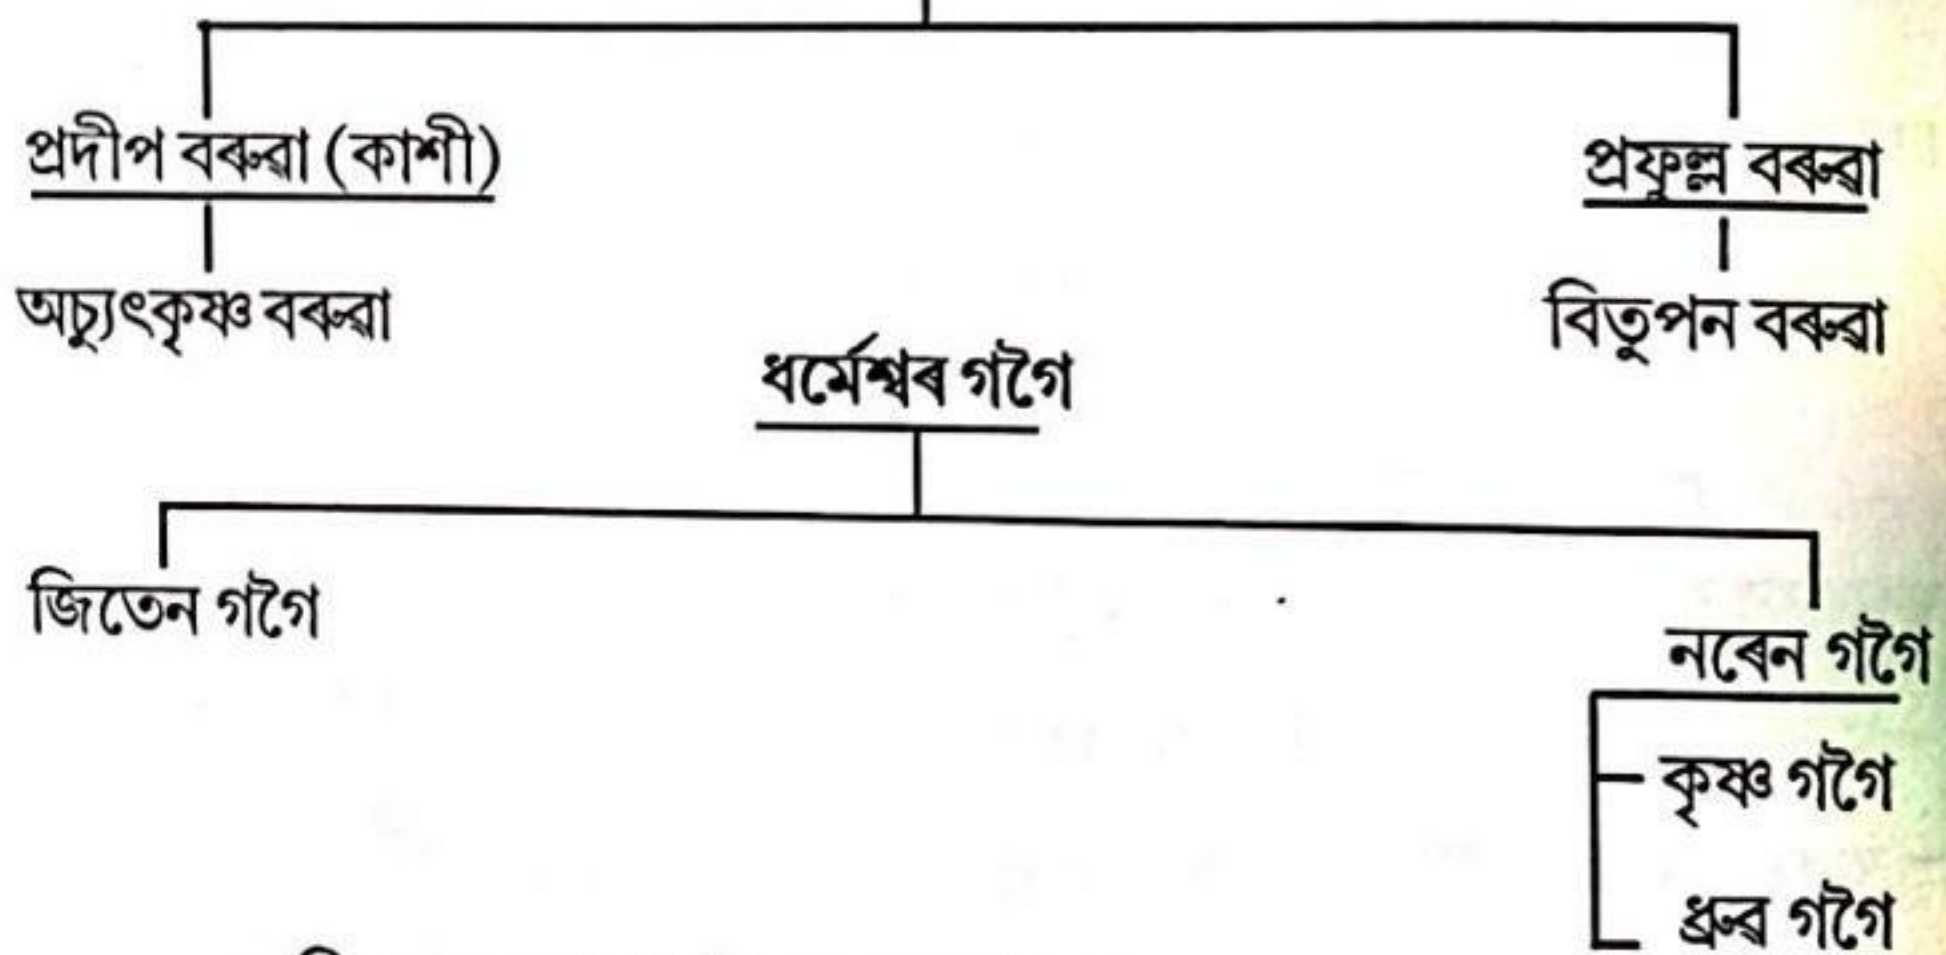 প্ৰদীপ বৰুৱা (কাশী) প্ৰফুল্ল বৰুৱা
অচ্যুৎকৃষ্ণ বৰুৱা বিতুপন বৰুৱা
ধৰ্মেশ্বৰ গগৈ
জিতেন গগৈ
নৰেন গগৈ
কৃষ্ণ গগৈ
ধ্ৰুৱ গগৈ